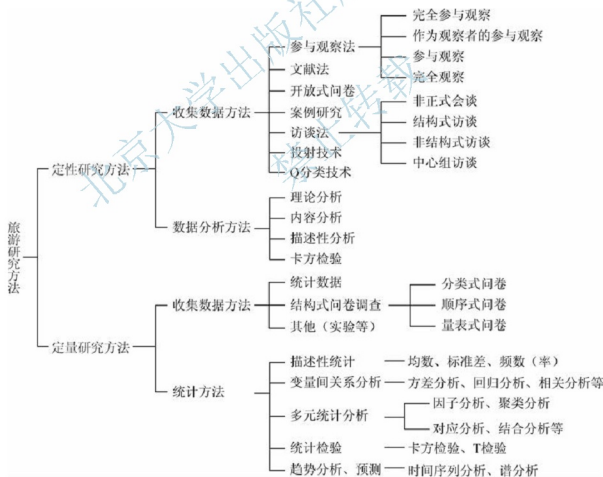 完全参与观察
作为观察者的参与观察
参与观察法
参与观察
文献法
完全观察
开放式问卷
收集数据方法
案例研究
非正式会谈
访谈法
结构式访谈
投射技术
非结构式访谈
Q分类技术
中心组访谈
定性研究方法
理论分析
内容分析
数据分析方法
描述性分析
卡方检验
旅游研究方法
统计数据
分类式问卷
收集数据方法
结构式问卷调查
顺序式问卷
其他（实验等）
量表式问卷
定量研究方法
描述性统计
均数、标准差、频数（率）
变量间关系分析
方差分析、回归分析、相关分析等
统计方法
因子分析、聚类分析
多元统计分析
对应分析、结合分析等
统计检验
卡方检验、T检验
趋势分析、预测
时间序列分析、谱分析
北京大学出版社
禁止转载